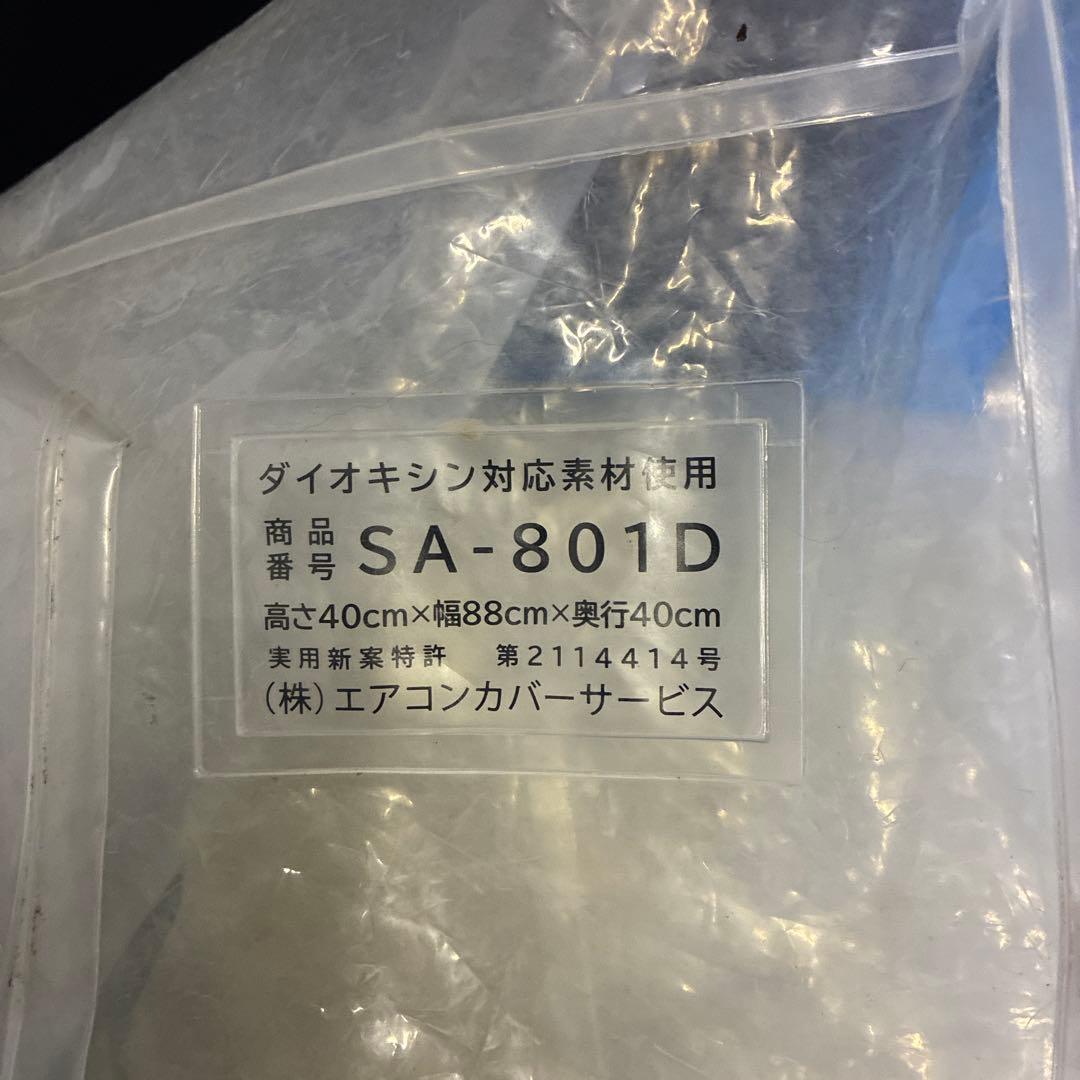 ダイオキシン対応素材使用
商品番号 SA-801D
高さ40cm×幅88cm×奥行40cm
実用新案特許 第2114414号
(株)エアコンカバーサービス